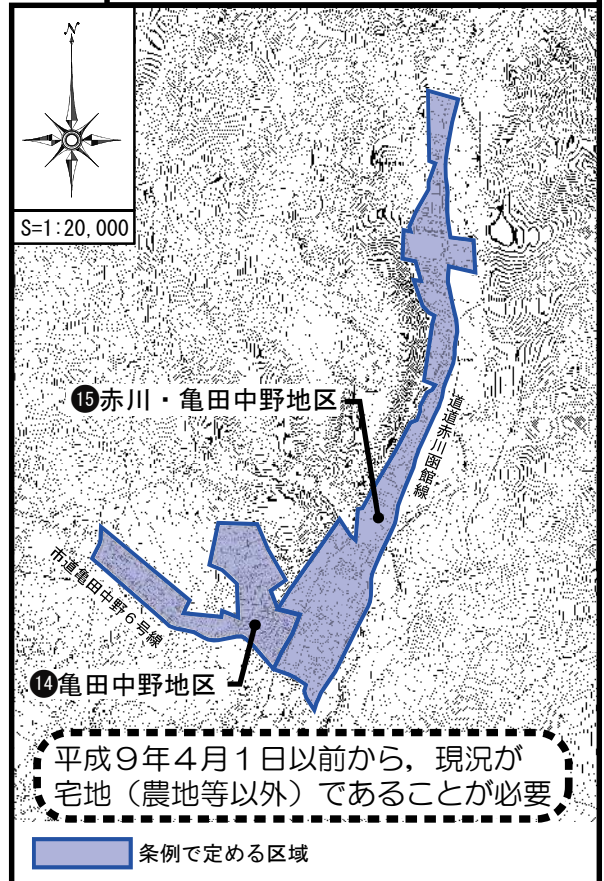 N
S=1:20,000
⓯赤川・亀田中野地区
道道赤川函館線
市道亀田中野6号線
⓮亀田中野地区
平成９年４月１日以前から，現況が
宅地（農地等以外）であることが必要
条例で定める区域